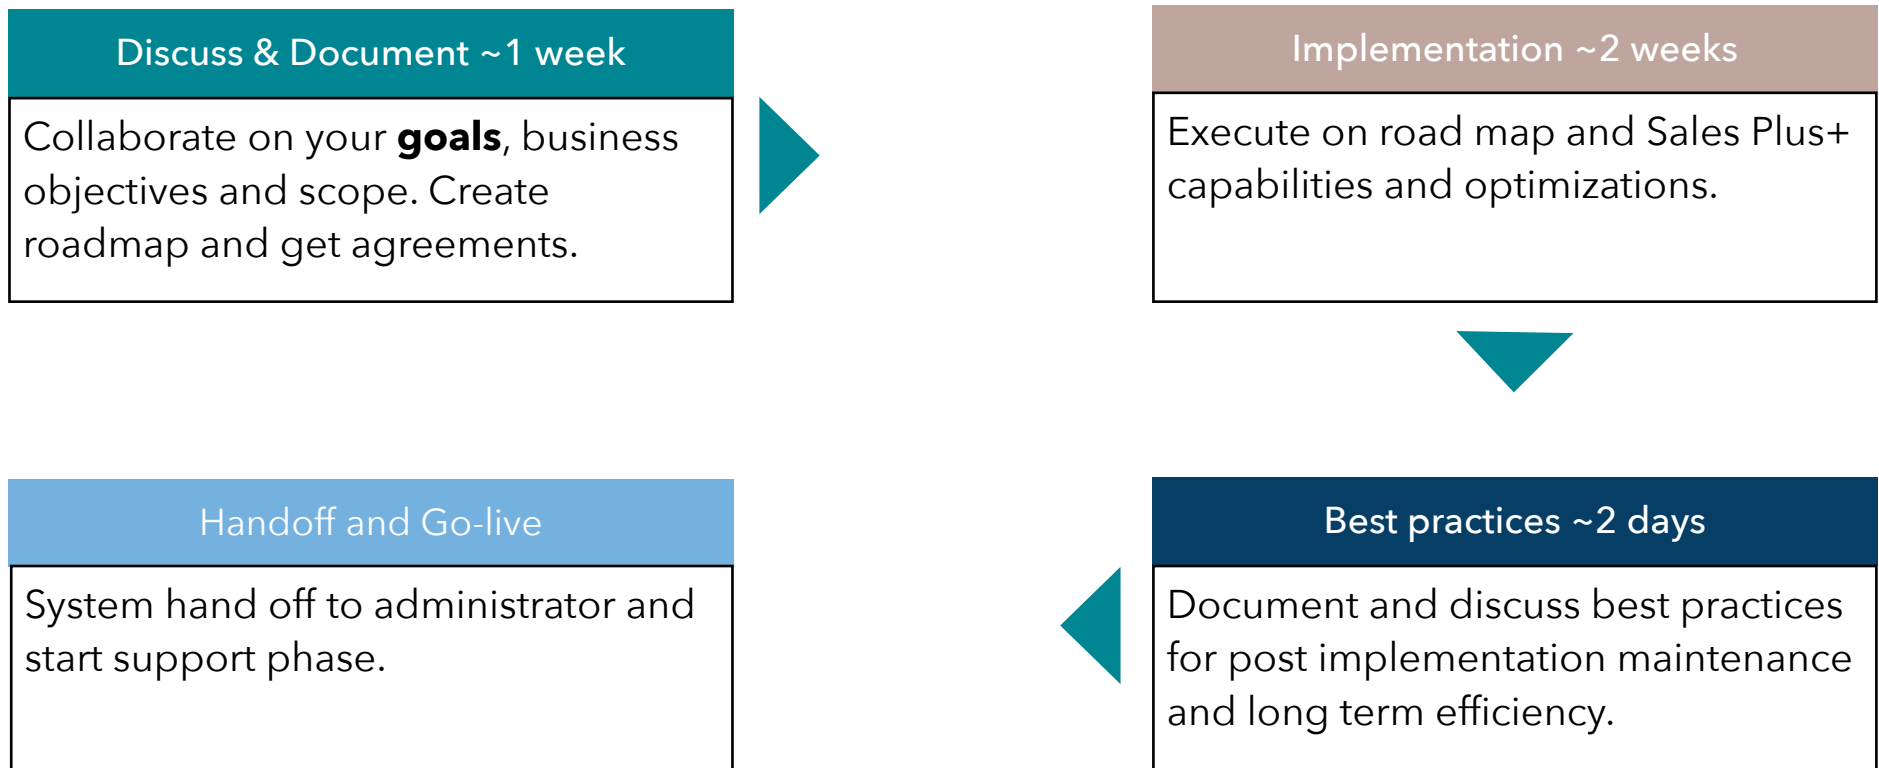 Discuss & Document ~1 week
Collaborate on your goals, business
objectives and scope. Create
roadmap and get agreements.
Implementation ~2 weeks
Execute on road map and Sales Plus+
capabilities and optimizations.
Best practices ~2 days
Document and discuss best practices
for post implementation maintenance
and long term efficiency.
Handoff and Go-live
System hand off to administrator and
start support phase.